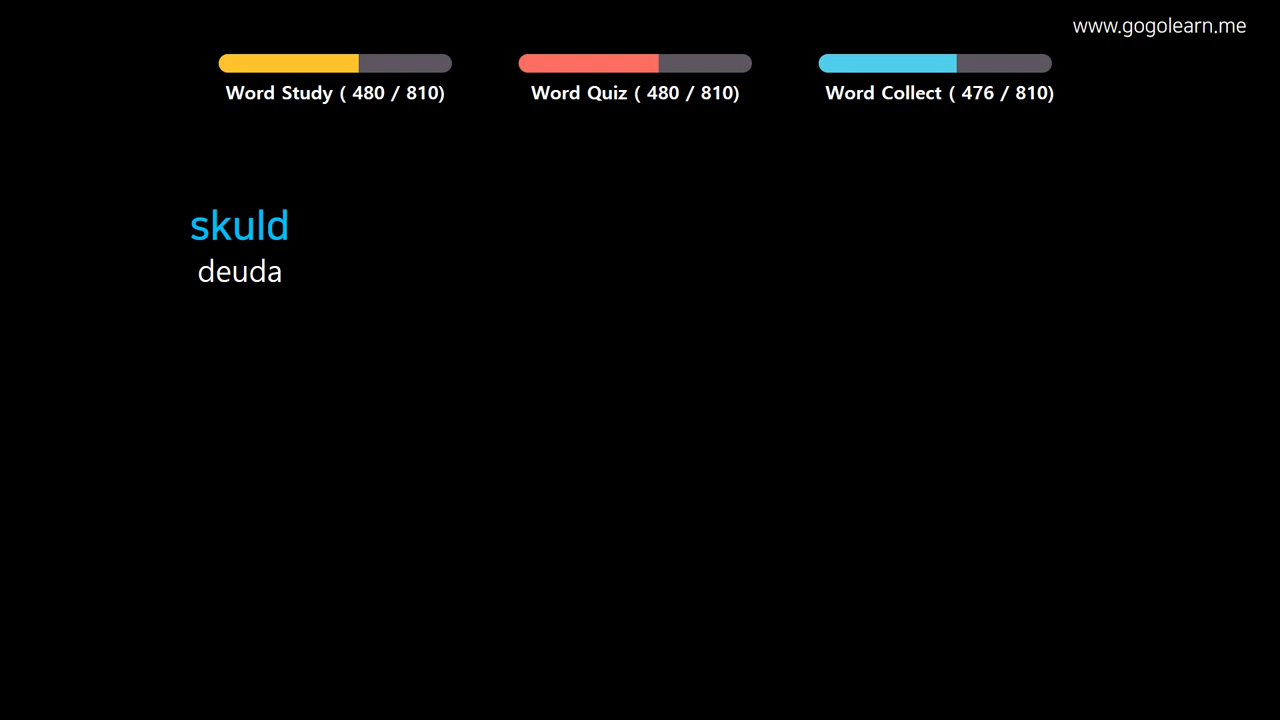 www.gogolearn.me
Word Study ( 480 / 810)
Word Quiz ( 480 / 810)
Word Collect ( 476 / 810)
skuld
deuda